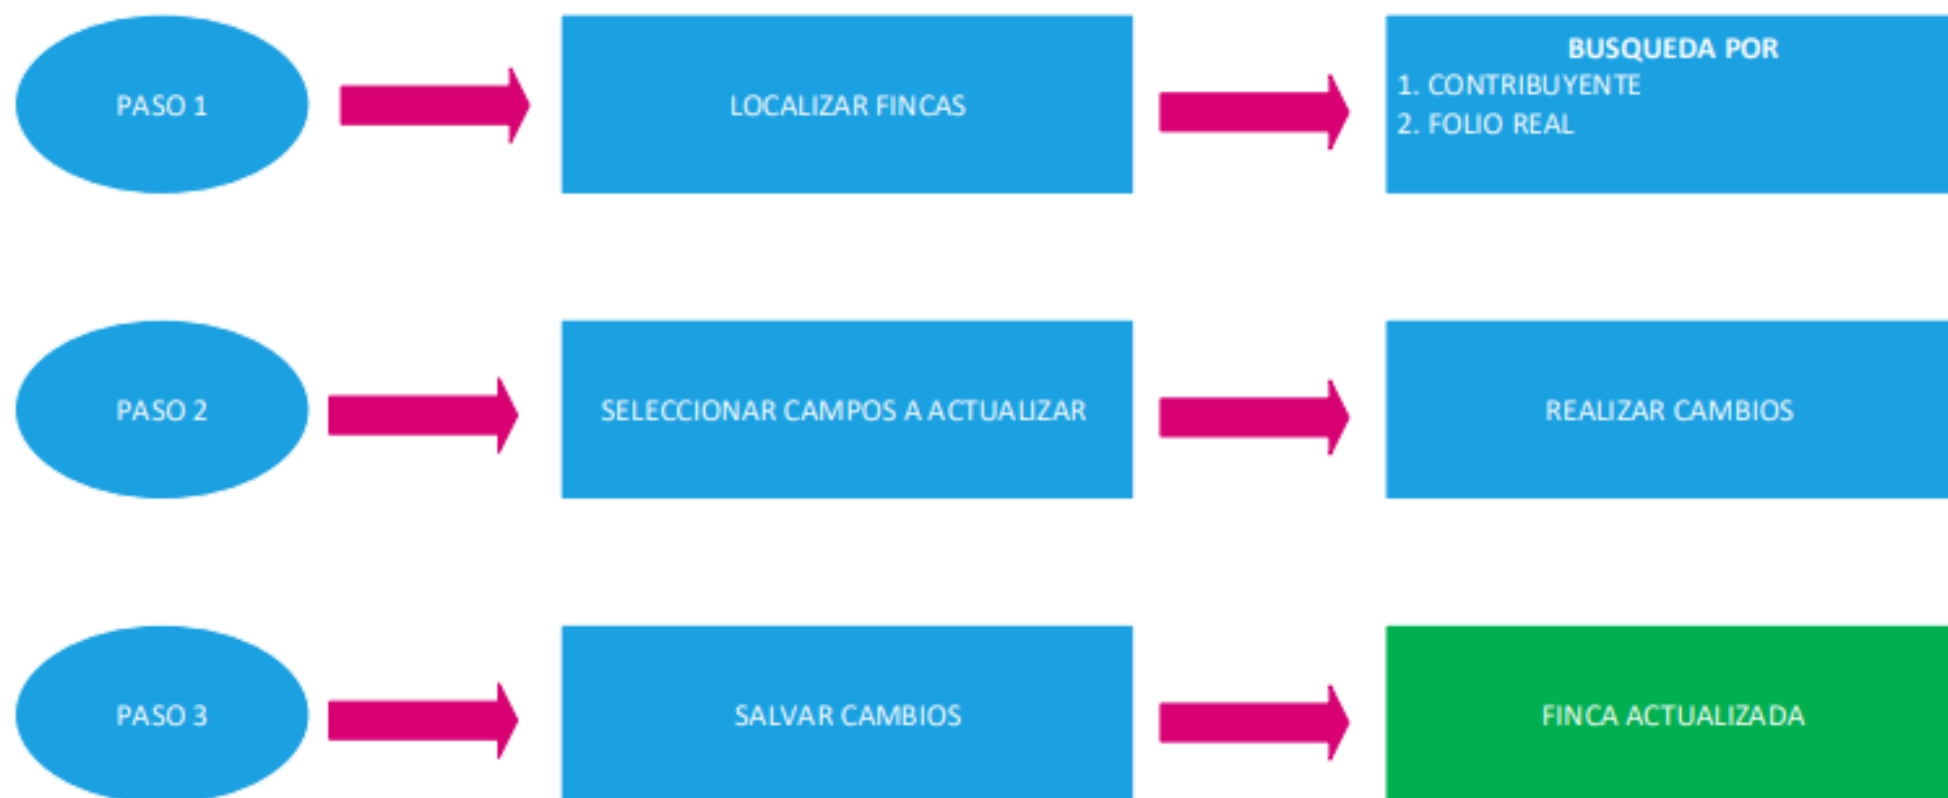 PASO 1
LOCALIZAR FINCAS
BUSQUEDA POR
1. CONTRIBUYENTE
2. FOLIO REAL
PASO 2
SELECCIONAR CAMPOS A ACTUALIZAR
REALIZAR CAMBIOS
PASO 3
SALVAR CAMBIOS
FINCA ACTUALIZADA